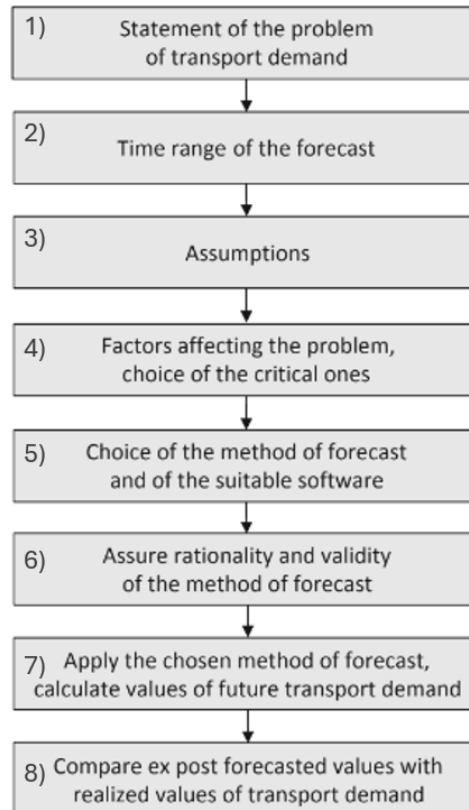 1) Statement of the problem
of transport demand
2) Time range of the forecast
3) Assumptions
4) Factors affecting the problem,
choice of the critical ones
5) Choice of the method of forecast
and of the suitable software
6) Assure rationality and validity
of the method of forecast
7) Apply the chosen method of forecast,
calculate values of future transport demand
8) Compare ex post forecasted values with
realized values of transport demand